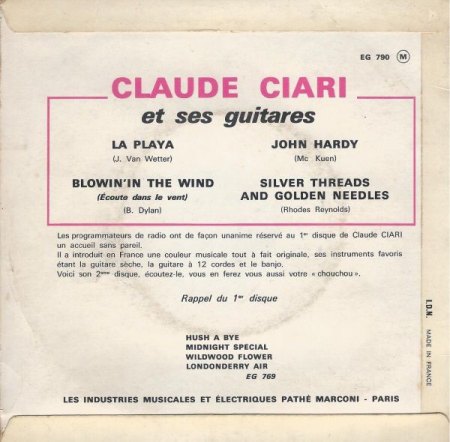 EG 790 M
CLAUDE CIARI
et ses guitares
LA PLAYA
(J. Van Wetter)
JOHN HARDY
(Mc Kuen)
BLOWIN'IN THE WIND
(Écoute dans le vent)
(B. Dylan)
SILVER THREADS
AND GOLDEN NEEDLES
(Rhodes Reynolds)
Les programmateurs de radio ont de façon unanime réservé au 1er disque de Claude CIARI
un accueil sans pareil.
Il a introduit en France une couleur musicale tout à fait originale, ses instruments favoris
étant la guitare sèche, la guitare à 12 cordes et le banjo.
Voici son 2ème disque, écoutez-le, vous en ferez vous aussi votre « chouchou ».
Rappel du 1er disque
HUSH A BYE
MIDNIGHT SPECIAL
WILDWOOD FLOWER
LONDONDERRY AIR
EG 769
LES INDUSTRIES MUSICALES ET ÉLECTRIQUES PATHÉ MARCONI - PARIS
I.D.N. MADE IN FRANCE